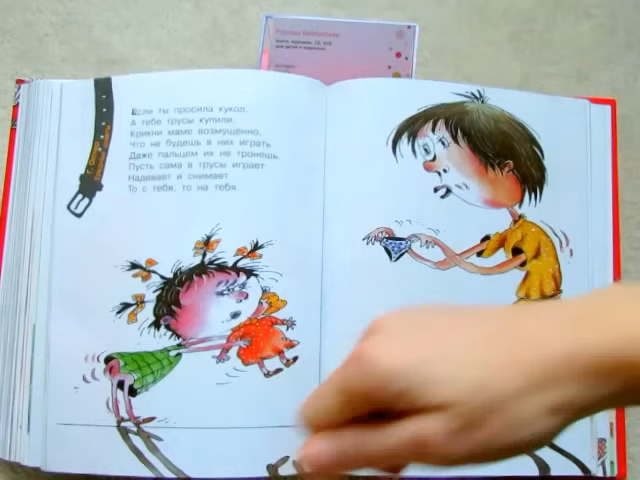 Если ты просила кукол,
А тебе трусы купили,
Крикни маме возмущённо,
Что не будешь в них играть.
Даже пальцем их не тронешь.
Пусть сама в трусы играет
Надевает и снимает
То с тебя, то на тебя.